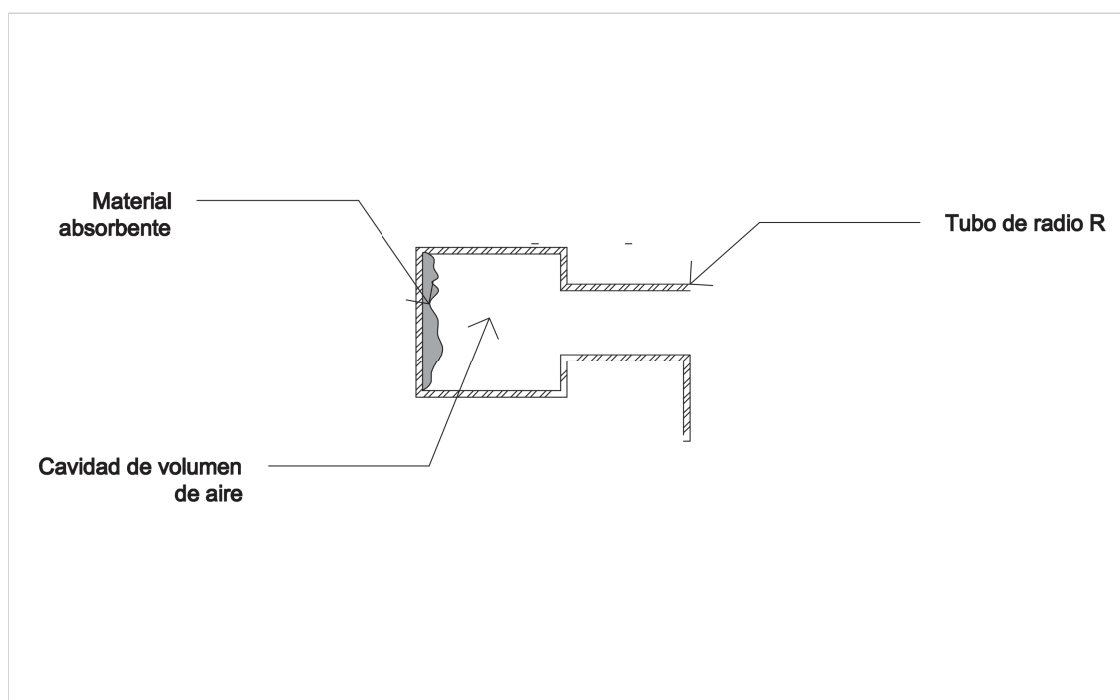 Material
absorbente
Tubo de radio R
Cavidad de volumen
de aire